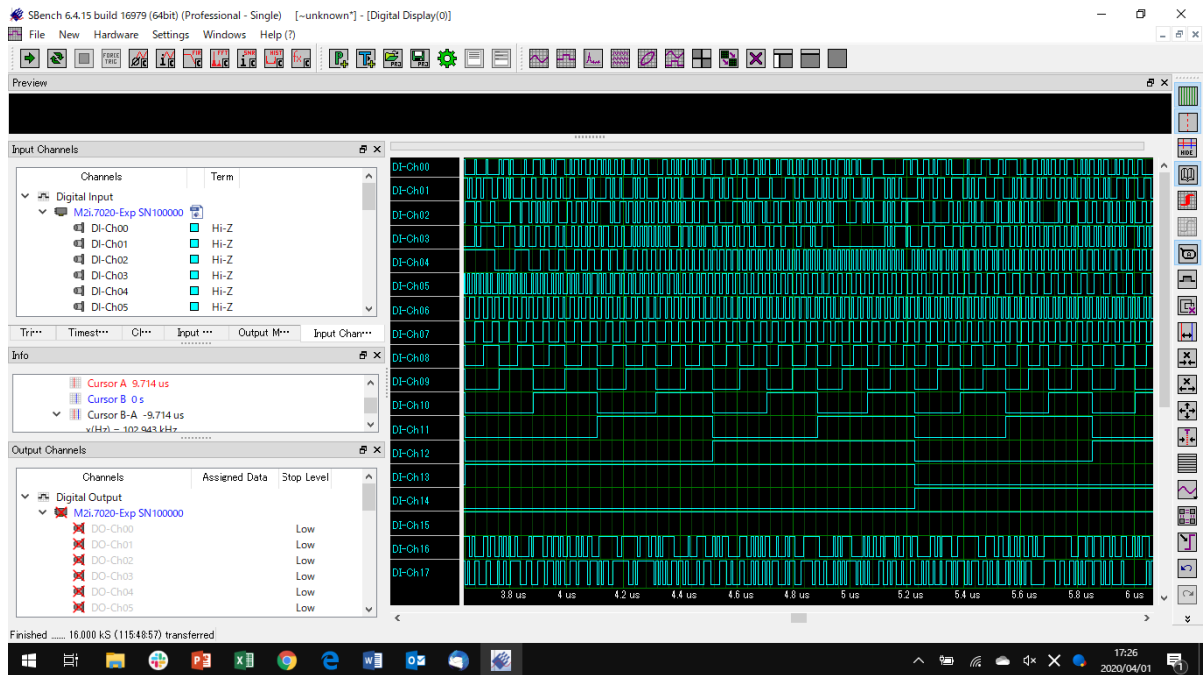 SBench 6.4.15 build 16979 (64bit) (Professional - Single) [~unknown*] - [Digital Display(0)]
File New Hardware Settings Windows Help (?)
Preview
Input Channels
Channels Term
Digital Input
M2i.7020-Exp SN100000
DI-Ch00 Hi-Z
DI-Ch01 Hi-Z
DI-Ch02 Hi-Z
DI-Ch03 Hi-Z
DI-Ch04 Hi-Z
DI-Ch05 Hi-Z
Tri··· Timest··· Cl··· Input ··· Output M··· Input Chan···
Info
Cursor A 9.714 us
Cursor B 0 s
Cursor B-A -9.714 us
x(Hz) = 102.943 kHz
Output Channels
Channels Assigned Data Stop Level
Digital Output
M2i.7020-Exp SN100000
DO-Ch00 Low
DO-Ch01 Low
DO-Ch02 Low
DO-Ch03 Low
DO-Ch04 Low
DO-Ch05 Low
DI-Ch00
DI-Ch01
DI-Ch02
DI-Ch03
DI-Ch04
DI-Ch05
DI-Ch06
DI-Ch07
DI-Ch08
DI-Ch09
DI-Ch10
DI-Ch11
DI-Ch12
DI-Ch13
DI-Ch14
DI-Ch15
DI-Ch16
DI-Ch17
3.8 us 4 us 4.2 us 4.4 us 4.6 us 4.8 us 5 us 5.2 us 5.4 us 5.6 us 5.8 us 6 us
Finished ...... 16.000 kS (115:48:57) transferred
17:26
2020/04/01